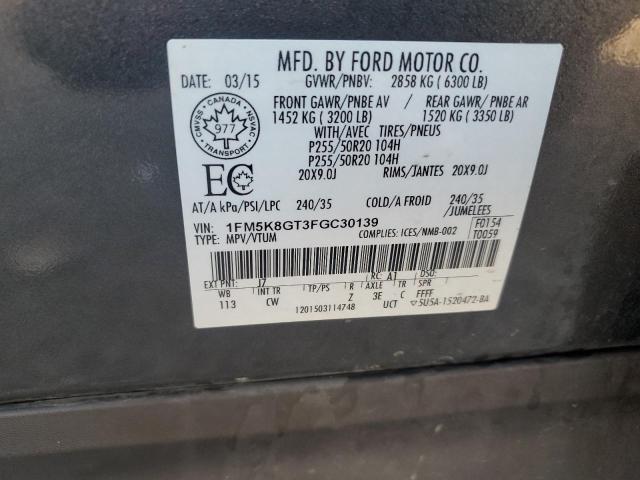 MFD. BY FORD MOTOR CO.
DATE: 03/15 GVWR/PNBV: 2858 KG ( 6300 LB)
FRONT GAWR/PNBE AV / REAR GAWR/ PNBE AR
1452 KG ( 3200 LB) 1520 KG ( 3350 LB)
WITH/AVEC TIRES/PNEUS
P255/50R20 104H
P255/50R20 104H
20X9.0J RIMS/JANTES 20X9.0J
CANADA
CMVSS 977 NSVAC
TRANSPORT
EC
AT/A kPa/PSI/LPC 240/35 COLD/A FROID 240/35
/JUMELEES
VIN: 1FM5K8GT3FGC30139 COMPLIES: ICES/NMB-002 F0154
TYPE: MPV/VTUM T0059
EXT PNT: J7 RC: A1 DSO:
WB INT TR TP/PS R AXLE TR SPR
113 CW Z 3E C FFFF
1201503114748 UCT ▽5U5A-1520472-BA